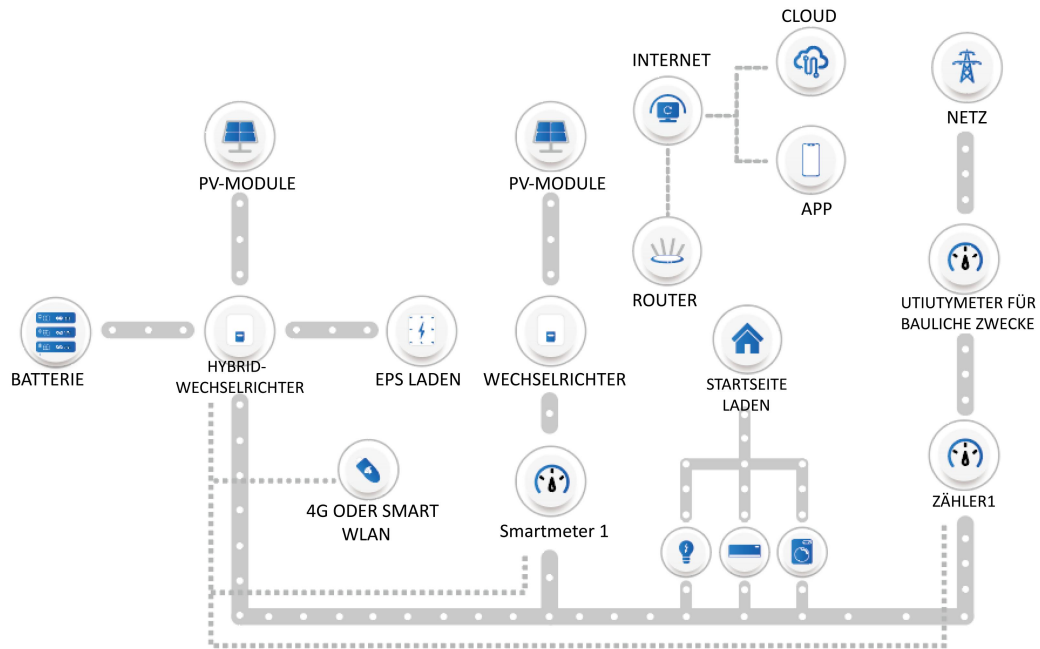 CLOUD
INTERNET
NETZ
PV-MODULE
PV-MODULE
APP
ROUTER
UTIUTYMETER FÜR
BAULICHE ZWECKE
BATTERIE
HYBRID-
WECHSELRICHTER
EPS LADEN
WECHSELRICHTER
STARTSEITE
LADEN
4G ODER SMART
WLAN
Smartmeter 1
ZÄHLER1